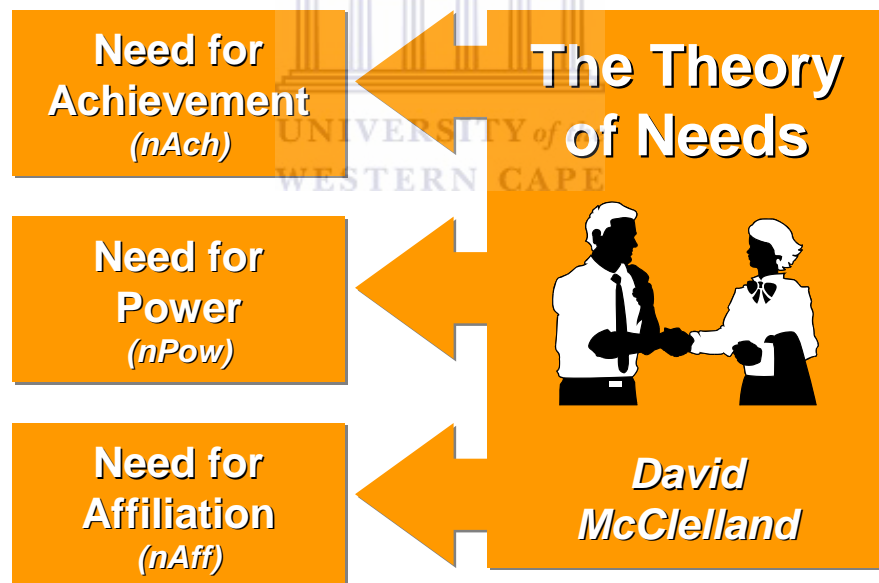 Need for
Achievement
(nAch)
Need for
Power
(nPow)
Need for
Affiliation
(nAff)
The Theory
of Needs
David
McClelland
UNIVERSITY of the
WESTERN CAPE